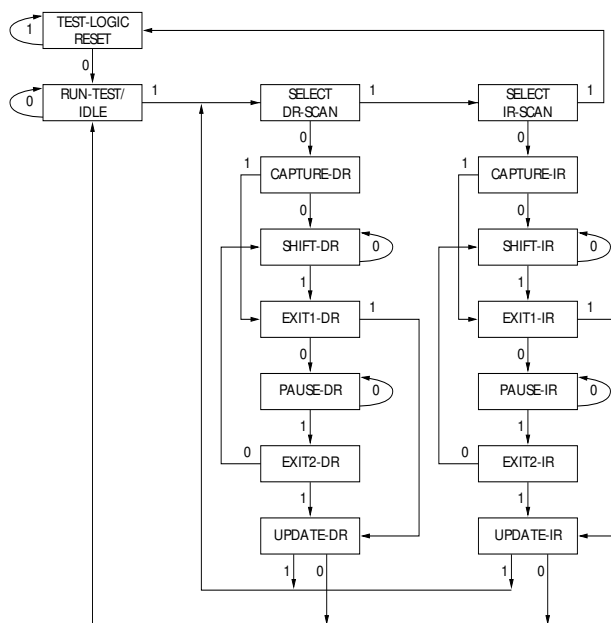 TEST-LOGIC
RESET
1
0
RUN-TEST/
IDLE
0
1
SELECT
DR-SCAN
1
SELECT
IR-SCAN
1
0
0
1
CAPTURE-DR
1
CAPTURE-IR
0
0
SHIFT-DR
0
SHIFT-IR
0
1
1
EXIT1-DR
1
EXIT1-IR
1
0
0
PAUSE-DR
0
PAUSE-IR
0
1
1
0
EXIT2-DR
0
EXIT2-IR
1
1
UPDATE-DR
UPDATE-IR
1
0
1
0